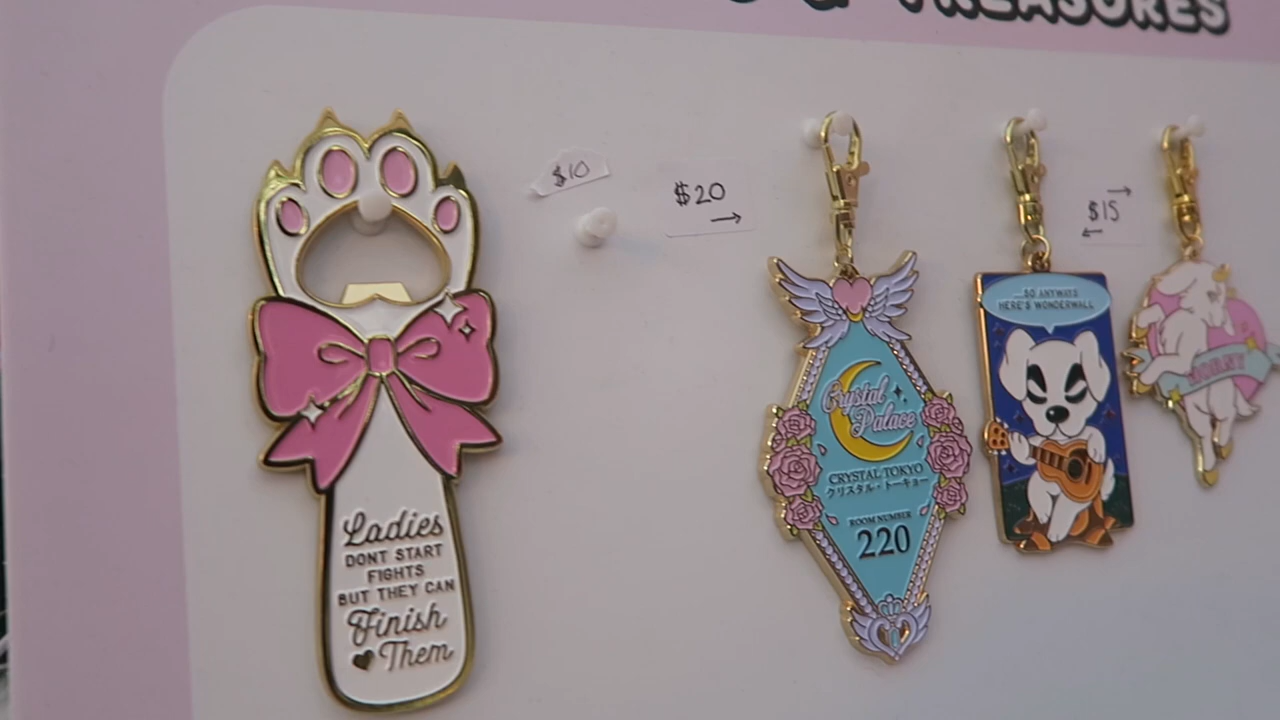 & TREASURES
$10
$20
$15
Ladies
DONT START
FIGHTS
BUT THEY CAN
Finish
Them
Crystal
Palace
CRYSTAL TOKYO
クリスタル・トーキョー
ROOM NUMBER
220
...SO ANYWAYS
HERE'S WONDERWALL
HORNY